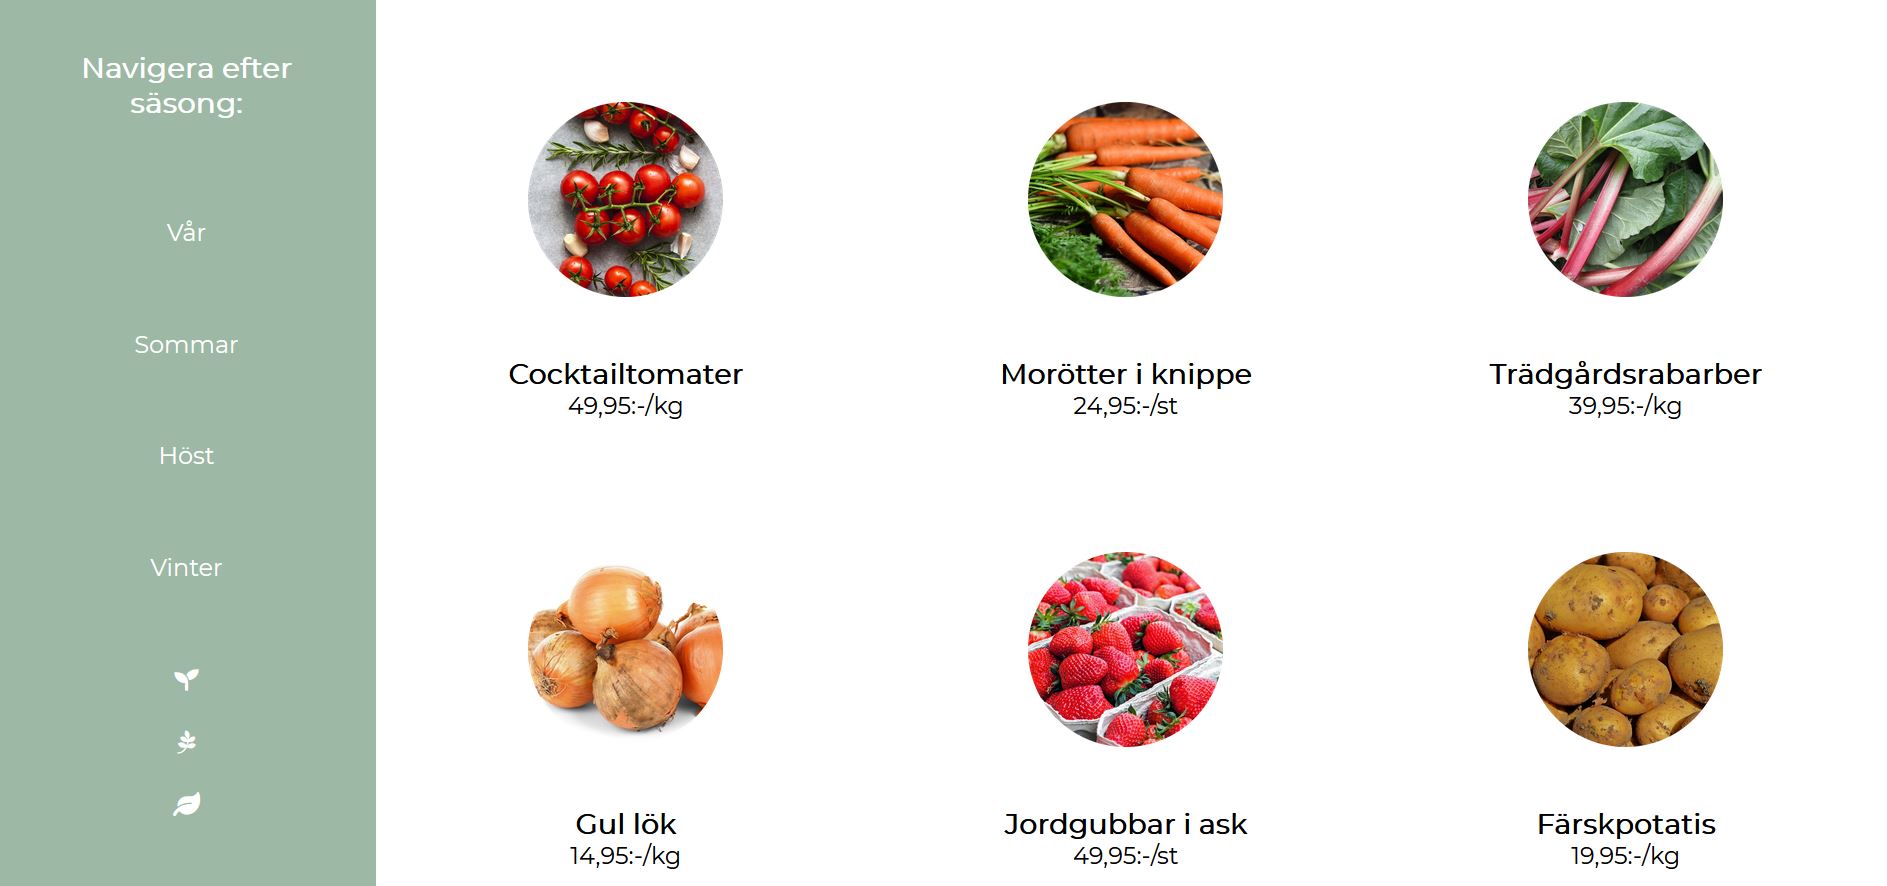 Navigera efter
säsong:
Vår
Sommar
Höst
Vinter
Cocktailtomater
49,95:-/kg
Morötter i knippe
24,95:-/st
Trädgårdsrabarber
39,95:-/kg
Gul lök
14,95:-/kg
Jordgubbar i ask
49,95:-/st
Färskpotatis
19,95:-/kg